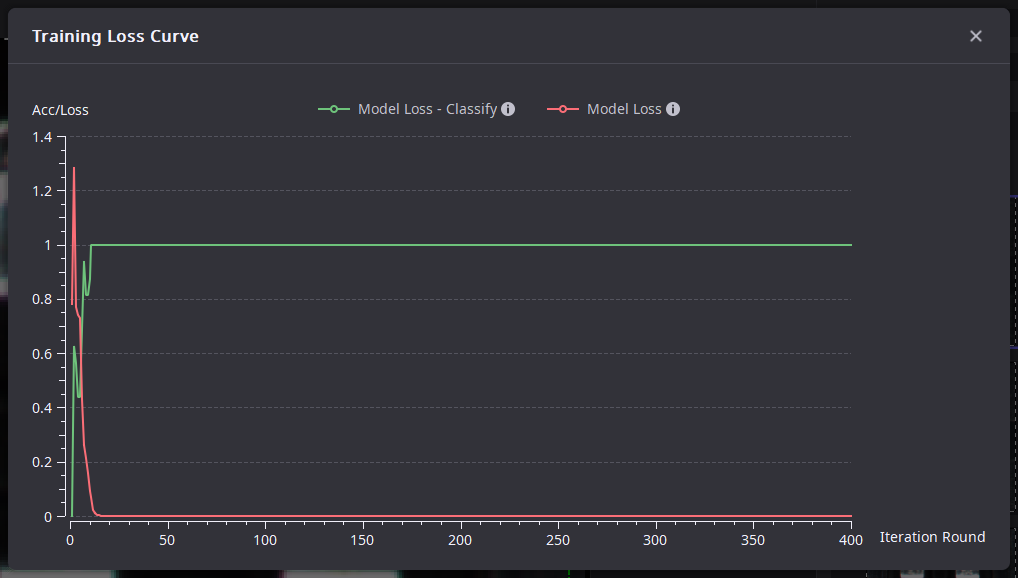 Training Loss Curve
Acc/Loss
Model Loss - Classify
Model Loss
1.4
1.2
1
0.8
0.6
0.4
0.2
0
0 50 100 150 200 250 300 350 400
Iteration Round